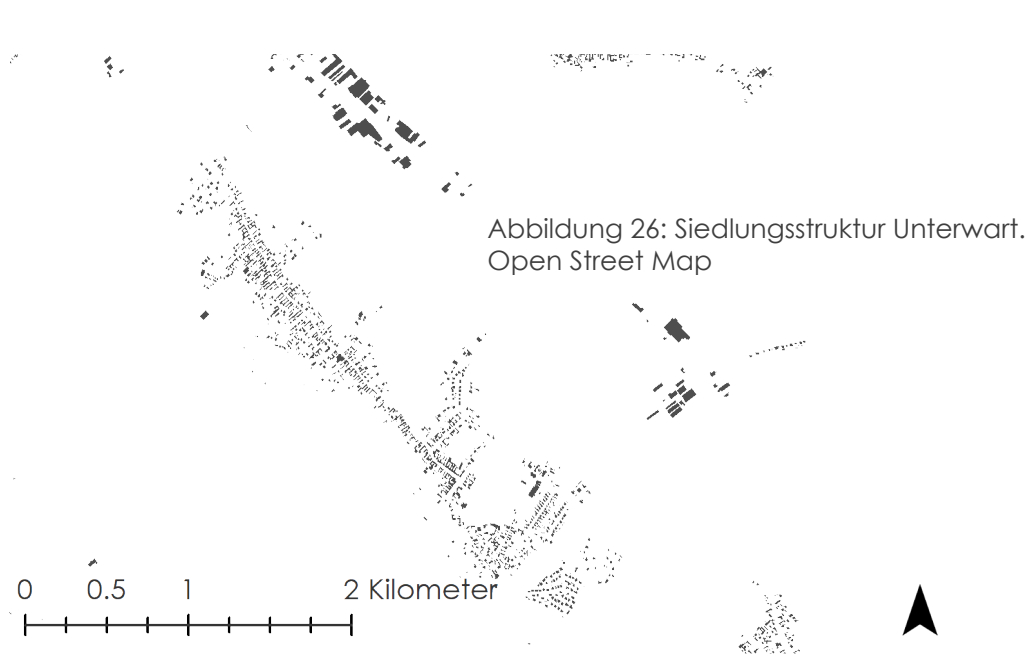 Abbildung 26: Siedlungsstruktur Unterwart.
Open Street Map
0 0.5 1 2 Kilometer